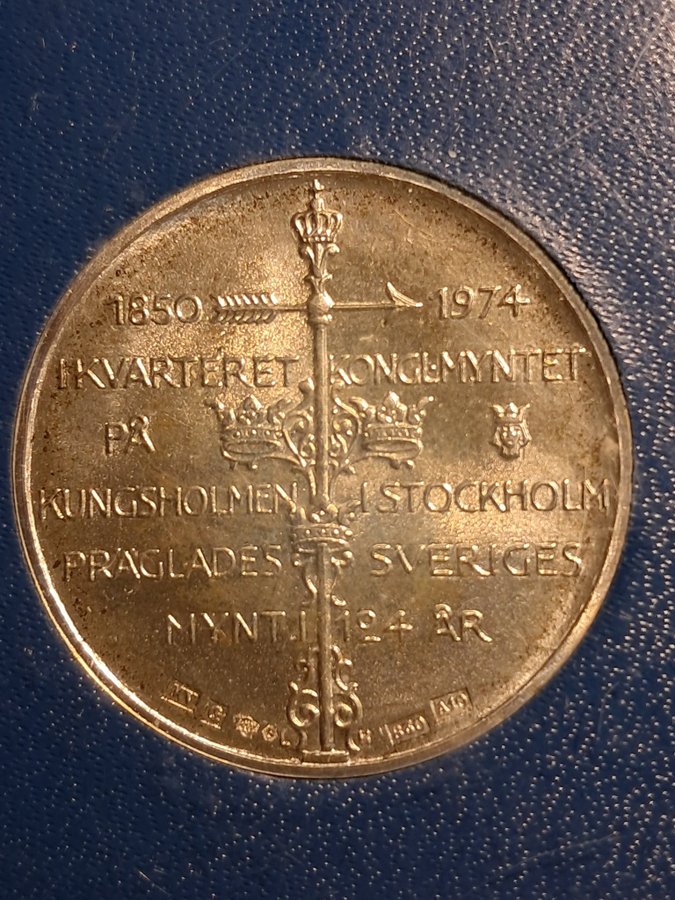 1850 1974
I KVARTERET KONGL:MYNTET
PÅ
KUNGSHOLMEN I STOCKHOLM
PRÄGLADES SVERIGES
MYNT I 124 ÅR